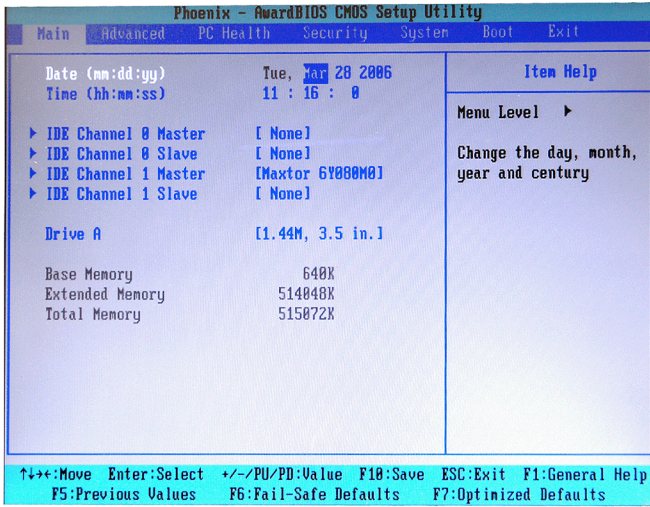 Phoenix - AwardBIOS CMOS Setup Utility
Main Advanced PC Health Security System Boot Exit
Date (mm:dd:yy) Tue, Mar 28 2006
Time (hh:mm:ss) 11 : 16 : 0
IDE Channel 0 Master [ None]
IDE Channel 0 Slave [ None]
IDE Channel 1 Master [Maxtor 6Y080M0]
IDE Channel 1 Slave [ None]
Drive A [1.44M, 3.5 in.]
Base Memory 640K
Extended Memory 514048K
Total Memory 515072K
Item Help
Menu Level ▶
Change the day, month,
year and century
↑↓→←:Move Enter:Select +/-/PU/PD:Value F10:Save ESC:Exit F1:General Help
F5:Previous Values F6:Fail-Safe Defaults F7:Optimized Defaults